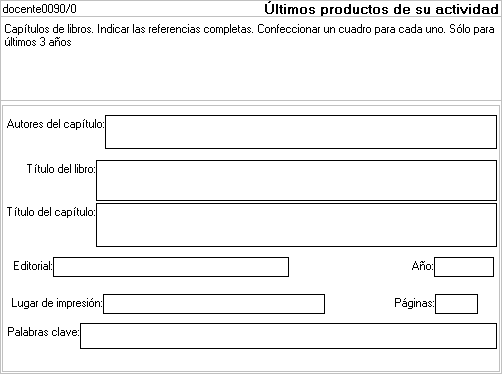 docente0090/0 Últimos productos de su actividad
Capítulos de libros. Indicar las referencias completas. Confeccionar un cuadro para cada uno. Sólo para
últimos 3 años
Autores del capítulo:
Título del libro:
Título del capítulo:
Editorial: Año:
Lugar de impresión: Páginas:
Palabras clave: